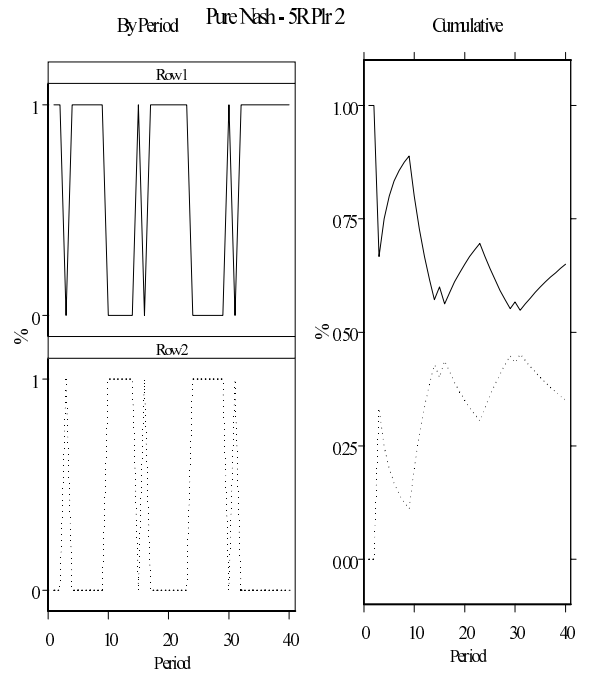 Pure Nash - 5R Plr 2
By Period
Row1
1
0
%
Row2
1
0
0 10 20 30 40
Period
Cumulative
1.00
0.75
0.50
0.25
0.00
%
0 10 20 30 40
Period